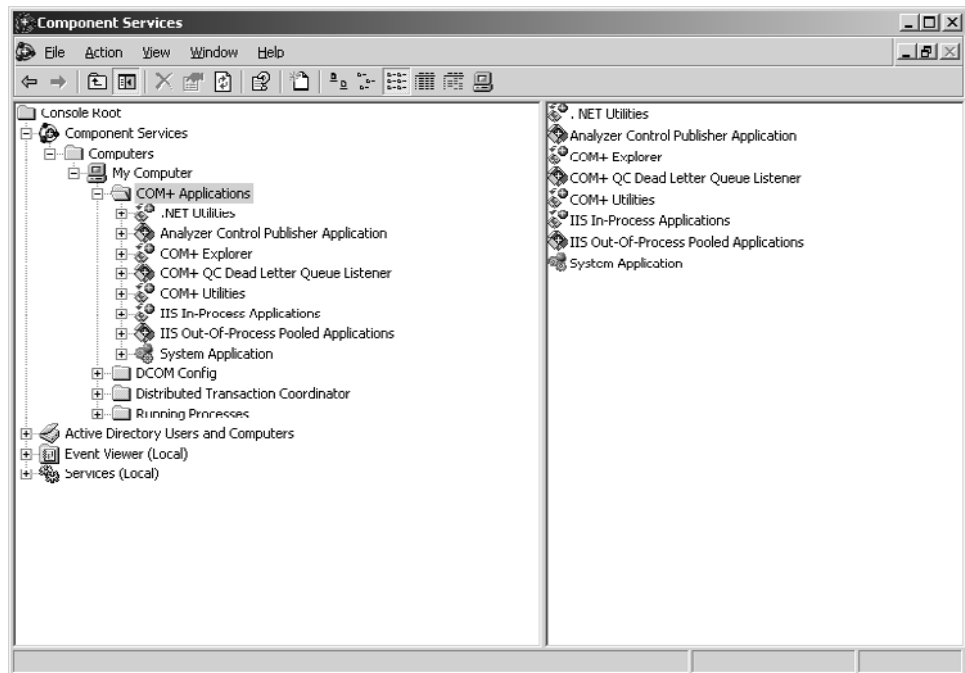 Component Services
File Action View Window Help
Console Root
Component Services
Computers
My Computer
COM+ Applications
.NET Utilities
Analyzer Control Publisher Application
COM+ Explorer
COM+ QC Dead Letter Queue Listener
COM+ Utilities
IIS In-Process Applications
IIS Out-Of-Process Pooled Applications
System Application
DCOM Config
Distributed Transaction Coordinator
Running Processes
Active Directory Users and Computers
Event Viewer (Local)
Services (Local)
. NET Utilities
Analyzer Control Publisher Application
COM+ Explorer
COM+ QC Dead Letter Queue Listener
COM+ Utilities
IIS In-Process Applications
IIS Out-Of-Process Pooled Applications
System Application